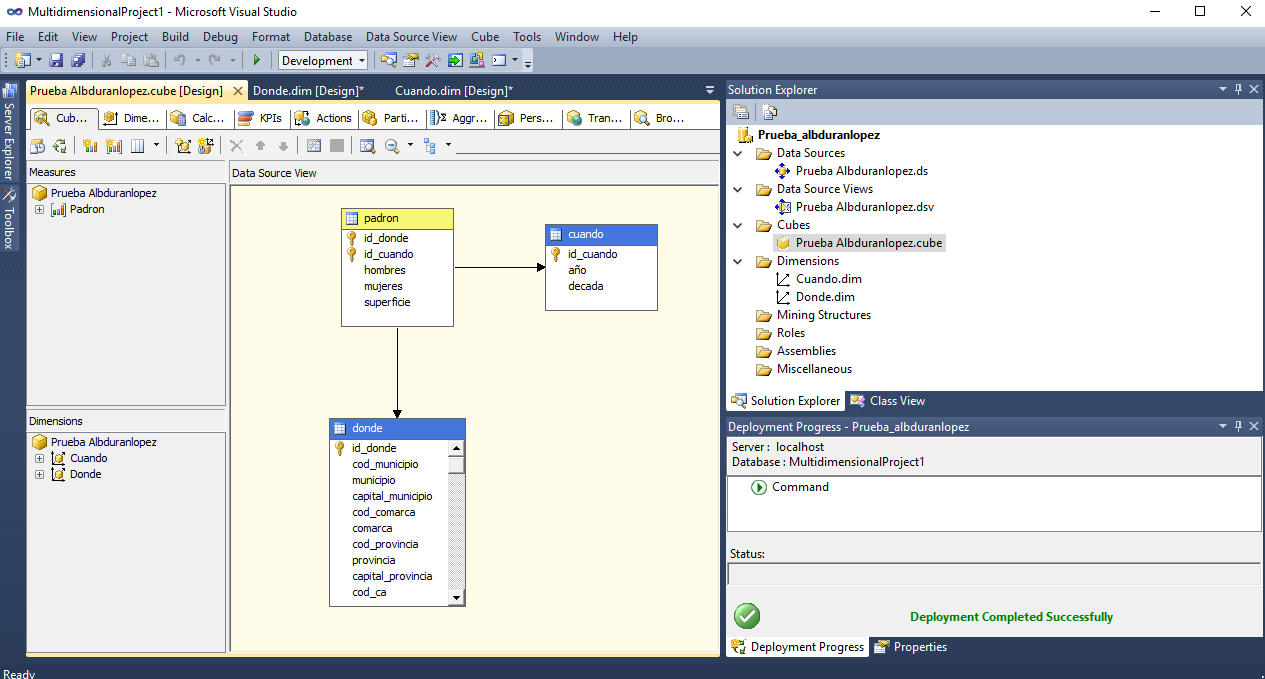 MultidimensionalProject1 - Microsoft Visual Studio
File Edit View Project Build Debug Format Database Data Source View Cube Tools Window Help
Development
Server Explorer
Toolbox
Prueba Albduranlopez.cube [Design] Donde.dim [Design]* Cuando.dim [Design]*
Cub... Dime... Calc... KPIs Actions Parti... Aggr... Pers... Tran... Bro...
Measures
Prueba Albduranlopez
Padron
Dimensions
Prueba Albduranlopez
Cuando
Donde
Data Source View
padron
id_donde
id_cuando
hombres
mujeres
superficie
cuando
id_cuando
año
decada
donde
id_donde
cod_municipio
municipio
capital_municipio
cod_comarca
comarca
cod_provincia
provincia
capital_provincia
cod_ca
Solution Explorer
Prueba_albduranlopez
Data Sources
Prueba Albduranlopez.ds
Data Source Views
Prueba Albduranlopez.dsv
Cubes
Prueba Albduranlopez.cube
Dimensions
Cuando.dim
Donde.dim
Mining Structures
Roles
Assemblies
Miscellaneous
Solution Explorer Class View
Deployment Progress - Prueba_albduranlopez
Server : localhost
Database : MultidimensionalProject1
Command
Status:
Deployment Completed Successfully
Deployment Progress Properties
Ready